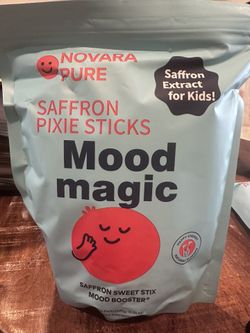 NOVARA
PURE
Saffron
Extract
for Kids!
SAFFRON
PIXIE STICKS
Mood
magic
SAFFRON SWEET STIX
MOOD BOOSTER*